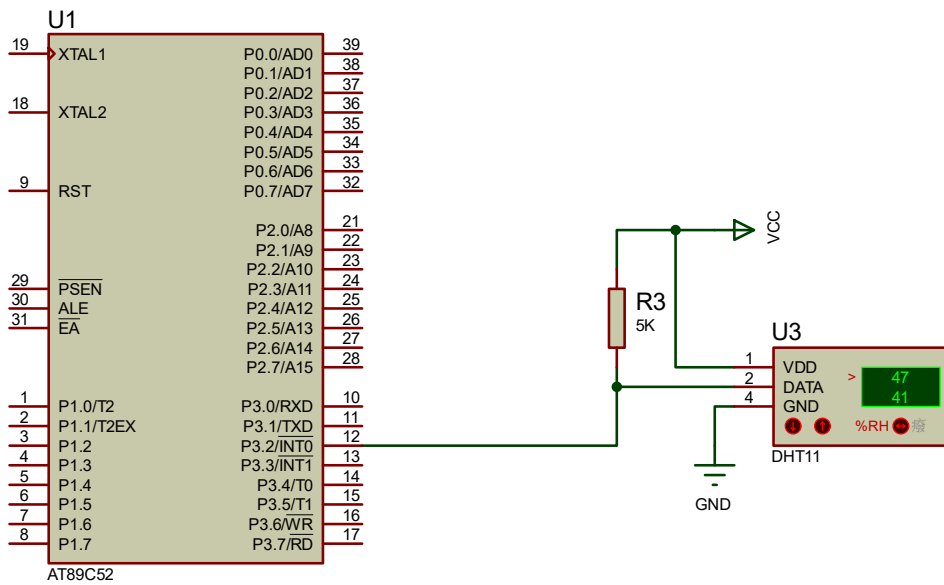 U1
19 XTAL1 P0.0/AD0 39
P0.1/AD1 38
P0.2/AD2 37
18 XTAL2 P0.3/AD3 36
P0.4/AD4 35
P0.5/AD5 34
P0.6/AD6 33
9 RST P0.7/AD7 32
P2.0/A8 21
P2.1/A9 22
P2.2/A10 23
29 PSEN P2.3/A11 24
30 ALE P2.4/A12 25
31 EA P2.5/A13 26
P2.6/A14 27
P2.7/A15 28
1 P1.0/T2 P3.0/RXD 10
2 P1.1/T2EX P3.1/TXD 11
3 P1.2 P3.2/INT0 12
4 P1.3 P3.3/INT1 13
5 P1.4 P3.4/T0 14
6 P1.5 P3.5/T1 15
7 P1.6 P3.6/WR 16
8 P1.7 P3.7/RD 17
AT89C52
VCC
R3
5K
U3
1 VDD > 47
2 DATA 41
4 GND
%RH
DHT11
GND